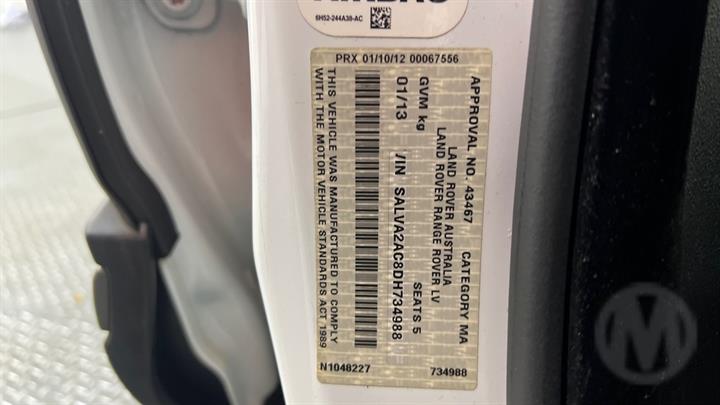 6H52-244A38-AC
PRX 01/10/12 00067556
APPROVAL 43467 CATEGORY MA
LAND ROVER AUSTRALIA
LAND ROVER RANGE ROVER LV
GVM kg SEATS 5
01/13 VIN SALVA2AC8DH734988
THIS VEHICLE WAS MANUFACTURED TO COMPLY
WITH THE MOTOR VEHICLE STANDARDS ACT 1989
N1048227 734988
M